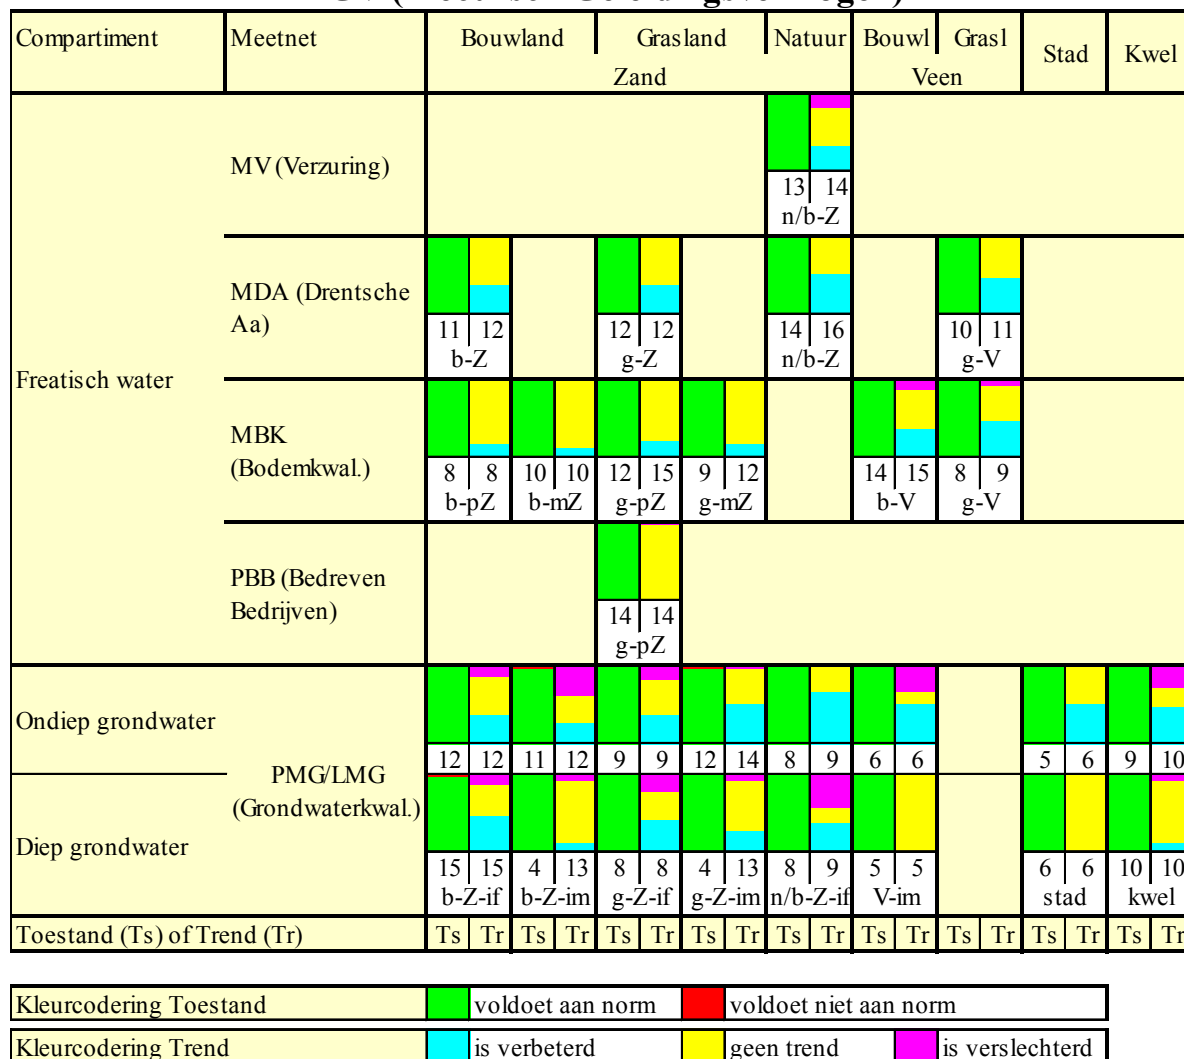 Compartiment Meetnet Bouwland Grasland Natuur Bouwl Grasl Stad Kwel
Zand Veen
MV (Verzuring)
13 14
n/b-Z
MDA (Drentsche
Aa)
11 12 12 12 14 16 10 11
b-Z g-Z n/b-Z g-V
Freatisch water
MBK
(Bodemkwal.)
8 8 10 10 12 15 9 12 14 15 8 9
b-pZ b-mZ g-pZ g-mZ b-V g-V
PBB (Bedreven
Bedrijven)
14 14
g-pZ
Ondiep grondwater
12 12 11 12 9 9 12 14 8 9 6 6 5 6 9 10
PMG/LMG
(Grondwaterkwal.)
Diep grondwater
15 15 4 13 8 8 4 13 8 9 5 5 6 6 10 10
b-Z-if b-Z-im g-Z-if g-Z-im n/b-Z-if V-im stad kwel
Toestand (Ts) of Trend (Tr) Ts Tr Ts Tr Ts Tr Ts Tr Ts Tr Ts Tr Ts Tr Ts Tr Ts Tr
Kleurcodering Toestand voldoet aan norm voldoet niet aan norm
Kleurcodering Trend is verbeterd geen trend is verslechterd